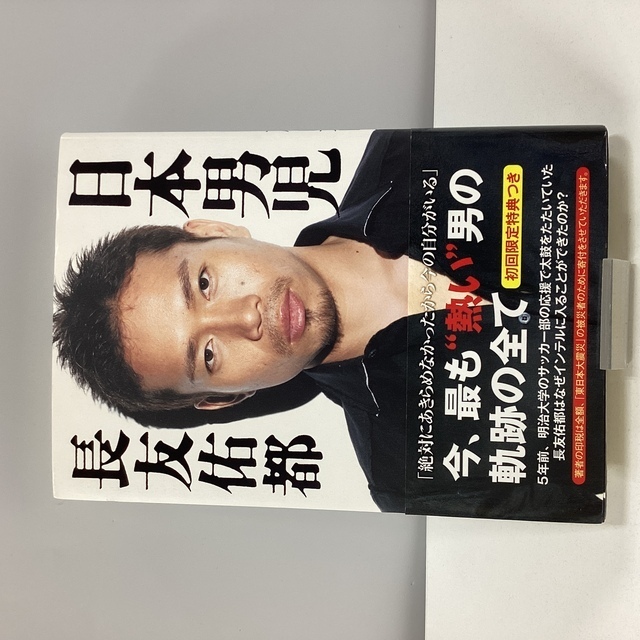 日本男児
長友佑都
「絶対にあきらめなかったから今の自分がいる」
今、最も“熱い”男の
軌跡の全て
初回限定特典つき
5年前、明治大学のサッカー部の応援で太鼓をたたいていた
長友佑都はなぜインテルに入ることができたのか?
著者の印税は全額、「東日本大震災」の被災者のために寄付をさせていただきます。